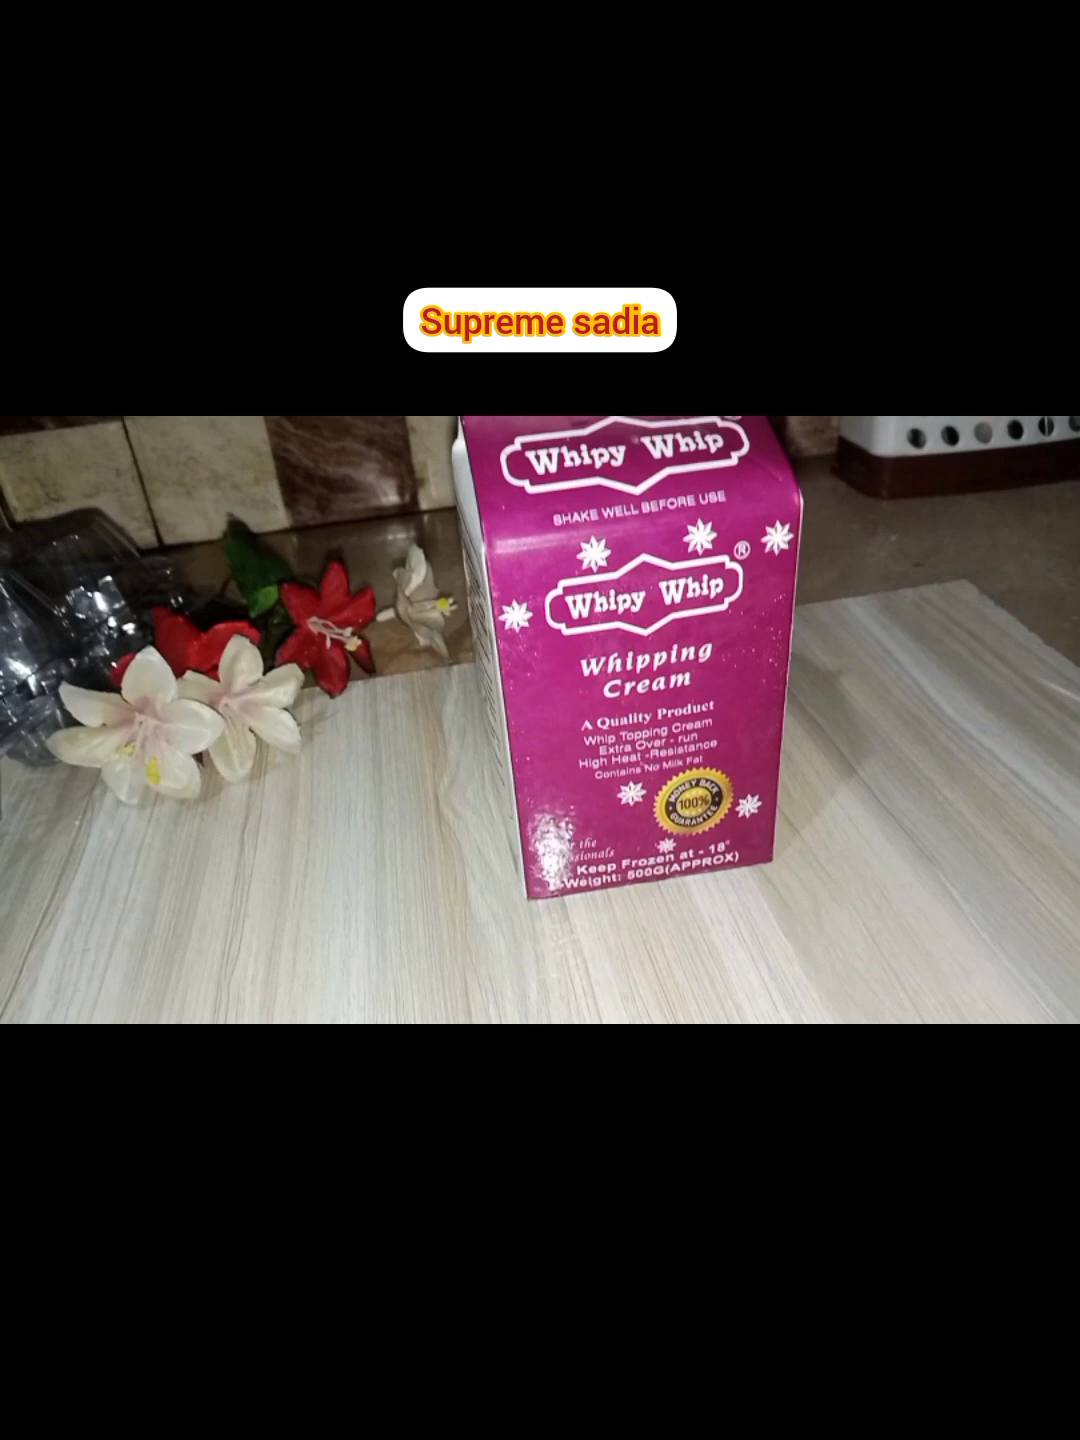 Supreme sadia
Whipy Whip
SHAKE WELL BEFORE USE
Whipy Whip ®
Whipping
Cream
A Quality Product
Whip Topping Cream
Extra Over - run
High Heat -Resistance
Contains No Milk Fat
MONEY BACK
100%
GUARANTEE
the
Keep Frozen at - 18°
Weight: 500G(APPROX)